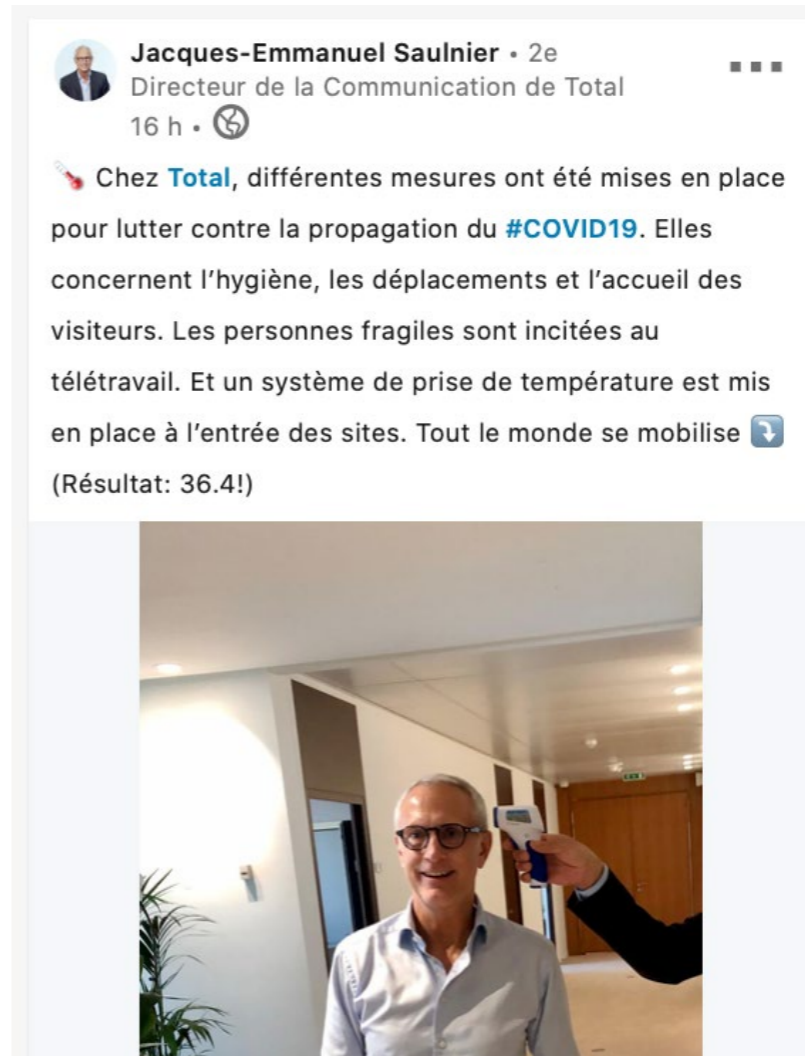 Jacques-Emmanuel Saulnier • 2e
Directeur de la Communication de Total
16 h •
🌡️ Chez Total, différentes mesures ont été mises en place
pour lutter contre la propagation du #COVID19. Elles
concernent l’hygiène, les déplacements et l’accueil des
visiteurs. Les personnes fragiles sont incitées au
télétravail. Et un système de prise de température est mis
en place à l’entrée des sites. Tout le monde se mobilise ⤵️
(Résultat: 36.4!)